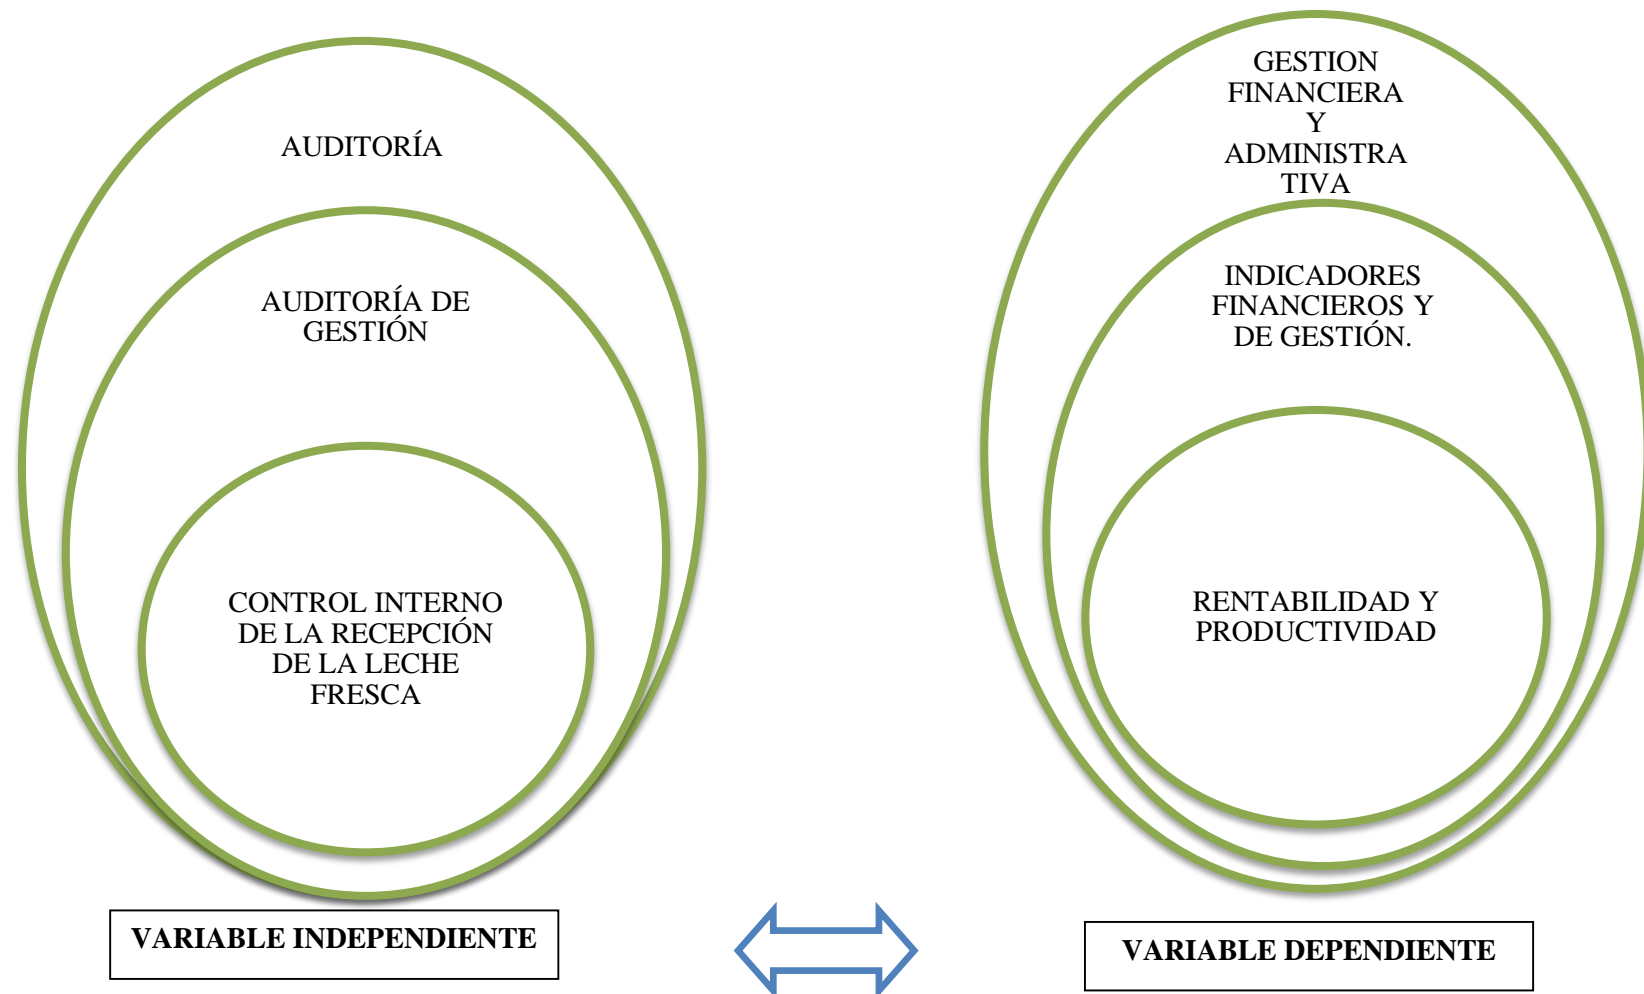 AUDITORÍA
AUDITORÍA DE
GESTIÓN
CONTROL INTERNO
DE LA RECEPCIÓN
DE LA LECHE
FRESCA
VARIABLE INDEPENDIENTE
GESTION
FINANCIERA
Y
ADMINISTRA
TIVA
INDICADORES
FINANCIEROS Y
DE GESTIÓN.
RENTABILIDAD Y
PRODUCTIVIDAD
VARIABLE DEPENDIENTE